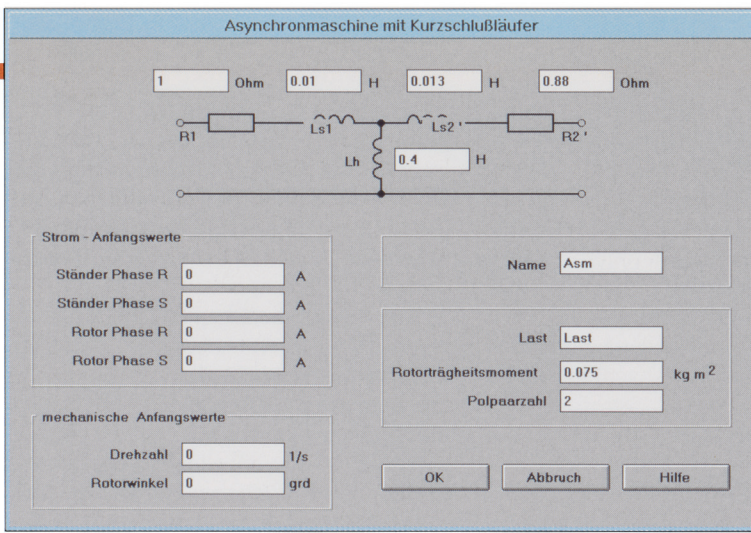 Asynchronmaschine mit Kurzschlußläufer
1 Ohm 0.01 H 0.013 H 0.88 Ohm
R1 Ls1 Ls2 ' R2 '
Lh 0.4 H
Strom - Anfangswerte
Ständer Phase R 0 A
Ständer Phase S 0 A
Rotor Phase R 0 A
Rotor Phase S 0 A
mechanische Anfangswerte
Drehzahl 0 1/s
Rotorwinkel 0 grd
Name Asm
Last Last
Rotorträgheitsmoment 0.075 kg m 2
Polpaarzahl 2
OK Abbruch Hilfe